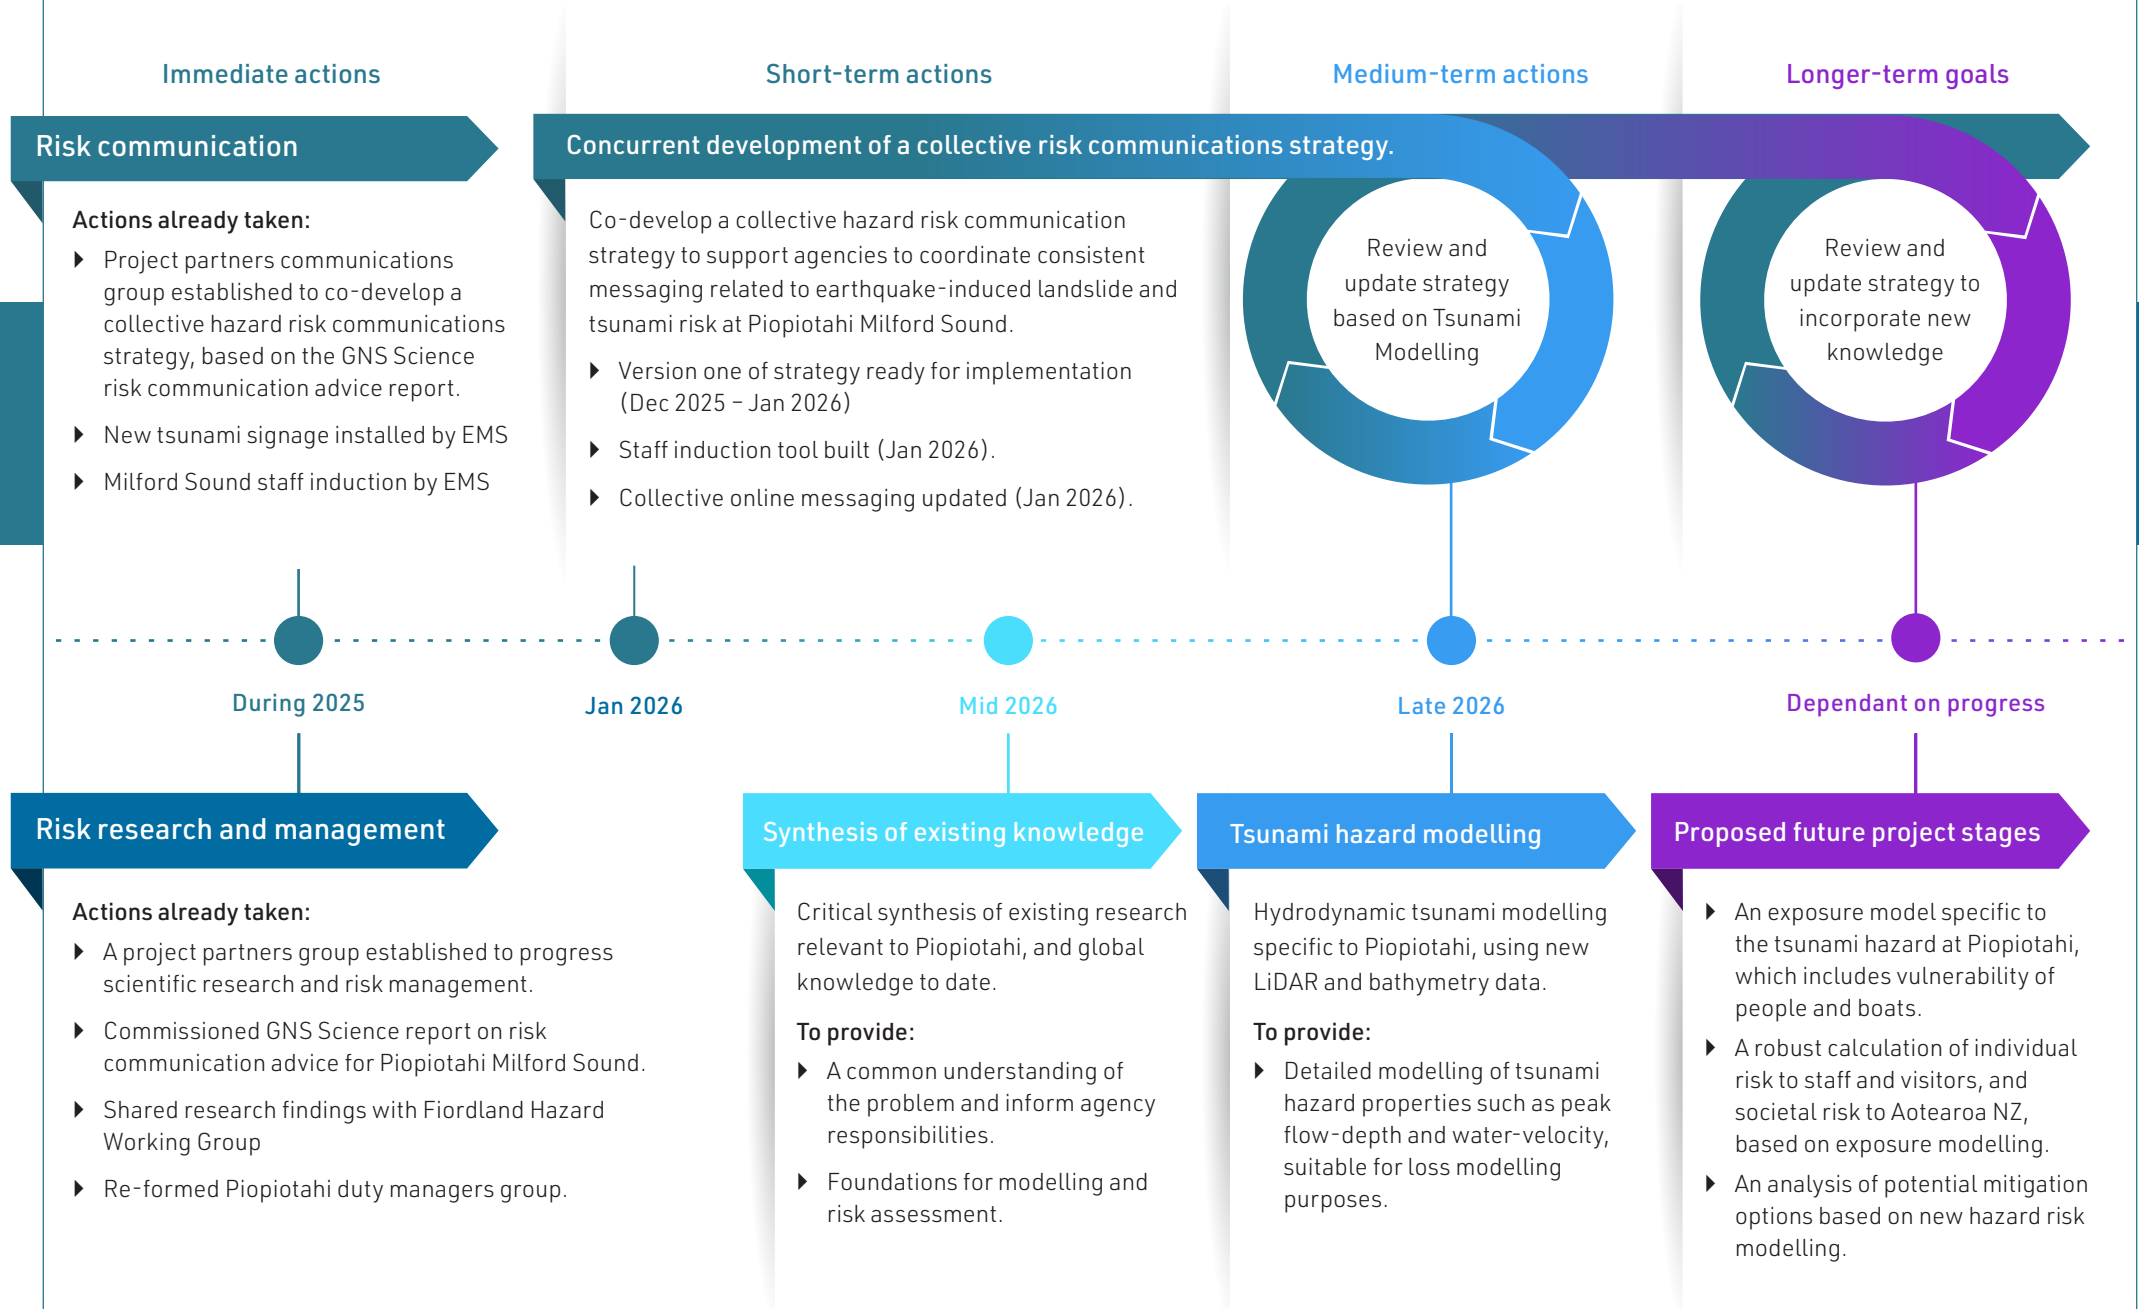 Immediate actions
Short-term actions
Medium-term actions
Longer-term goals
Risk communication
Concurrent development of a collective risk communications strategy.
Actions already taken:
Project partners communications
group established to co-develop a
collective hazard risk communications
strategy, based on the GNS Science
risk communication advice report.
New tsunami signage installed by EMS
Milford Sound staff induction by EMS
Co-develop a collective hazard risk communication
strategy to support agencies to coordinate consistent
messaging related to earthquake-induced landslide and
tsunami risk at Piopiotahi Milford Sound.
Version one of strategy ready for implementation
(Dec 2025 – Jan 2026)
Staff induction tool built (Jan 2026).
Collective online messaging updated (Jan 2026).
Review and
update strategy
based on Tsunami
Modelling
Review and
update strategy to
incorporate new
knowledge
During 2025
Jan 2026
Mid 2026
Late 2026
Dependant on progress
Risk research and management
Actions already taken:
A project partners group established to progress
scientific research and risk management.
Commissioned GNS Science report on risk
communication advice for Piopiotahi Milford Sound.
Shared research findings with Fiordland Hazard
Working Group
Re-formed Piopiotahi duty managers group.
Synthesis of existing knowledge
Critical synthesis of existing research
relevant to Piopiotahi, and global
knowledge to date.
To provide:
A common understanding of
the problem and inform agency
responsibilities.
Foundations for modelling and
risk assessment.
Tsunami hazard modelling
Hydrodynamic tsunami modelling
specific to Piopiotahi, using new
LiDAR and bathymetry data.
To provide:
Detailed modelling of tsunami
hazard properties such as peak
flow-depth and water-velocity,
suitable for loss modelling
purposes.
Proposed future project stages
An exposure model specific to
the tsunami hazard at Piopiotahi,
which includes vulnerability of
people and boats.
A robust calculation of individual
risk to staff and visitors, and
societal risk to Aotearoa NZ,
based on exposure modelling.
An analysis of potential mitigation
options based on new hazard risk
modelling.